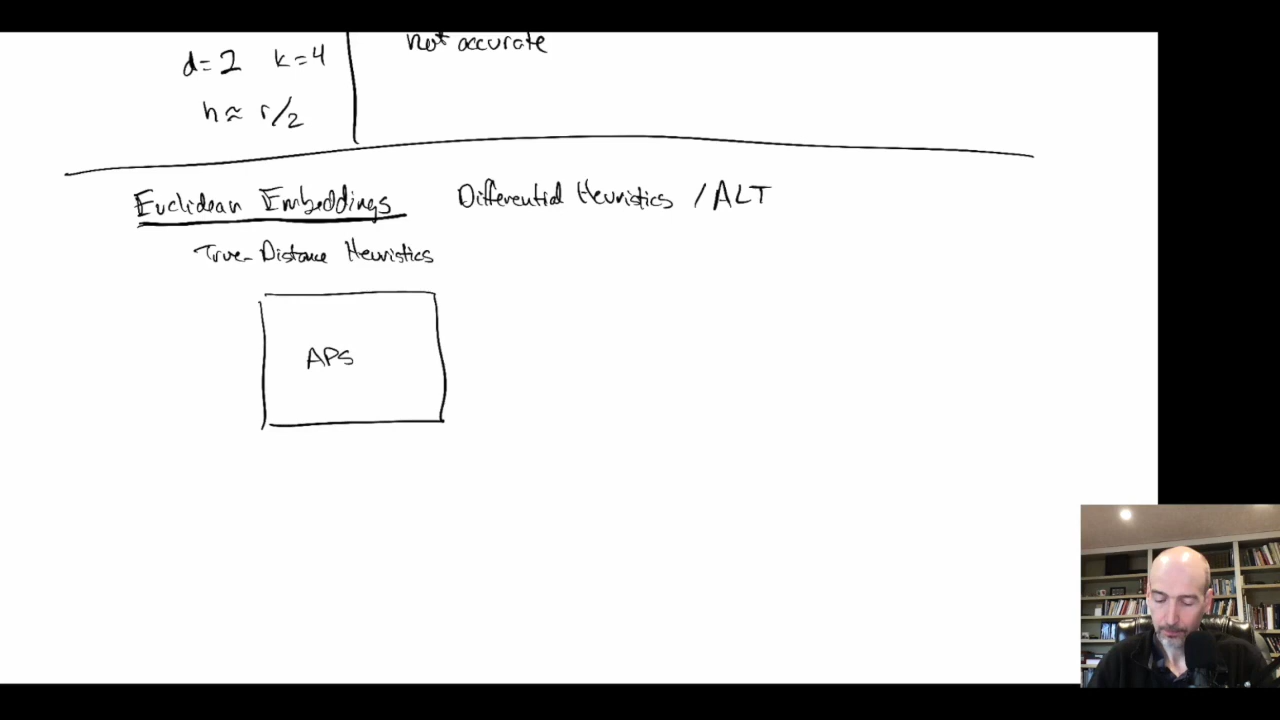 not accurate
d=2 k=4
h≈ r/2
Euclidean Embeddings Differential Heuristics /ALT
True-Distance Heuristics
APS